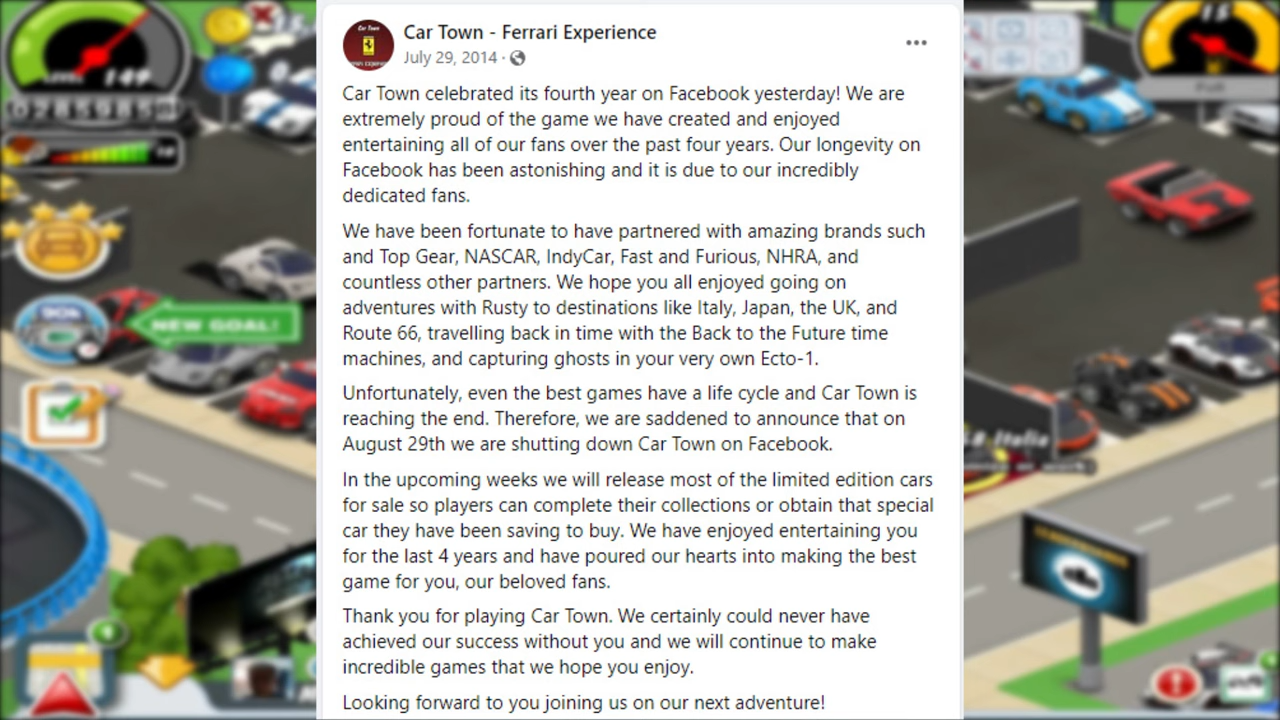 Car Town - Ferrari Experience
July 29, 2014 ·
Car Town celebrated its fourth year on Facebook yesterday! We are
extremely proud of the game we have created and enjoyed
entertaining all of our fans over the past four years. Our longevity on
Facebook has been astonishing and it is due to our incredibly
dedicated fans.
We have been fortunate to have partnered with amazing brands such
and Top Gear, NASCAR, IndyCar, Fast and Furious, NHRA, and
countless other partners. We hope you all enjoyed going on
adventures with Rusty to destinations like Italy, Japan, the UK, and
Route 66, travelling back in time with the Back to the Future time
machines, and capturing ghosts in your very own Ecto-1.
Unfortunately, even the best games have a life cycle and Car Town is
reaching the end. Therefore, we are saddened to announce that on
August 29th we are shutting down Car Town on Facebook.
In the upcoming weeks we will release most of the limited edition cars
for sale so players can complete their collections or obtain that special
car they have been saving to buy. We have enjoyed entertaining you
for the last 4 years and have poured our hearts into making the best
game for you, our beloved fans.
Thank you for playing Car Town. We certainly could never have
achieved our success without you and we will continue to make
incredible games that we hope you enjoy.
Looking forward to you joining us on our next adventure!
Car Town
LEVEL 149
NEW GOAL!
15
Italia